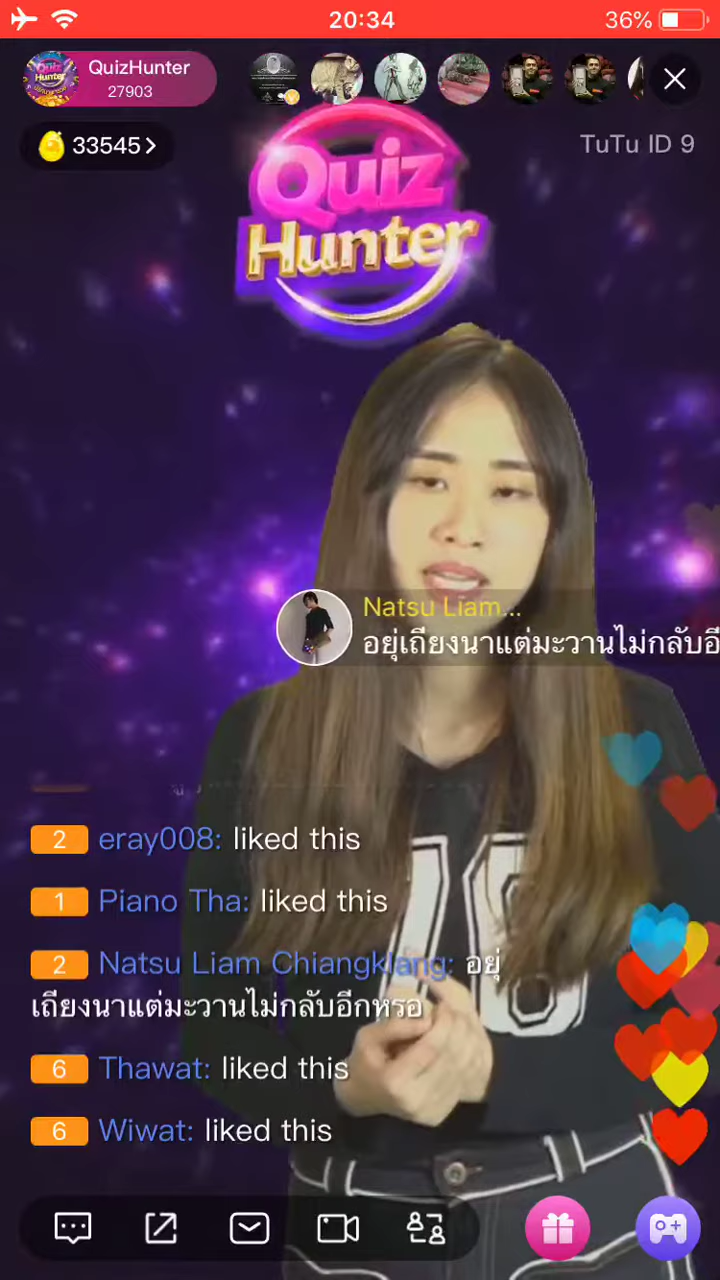 20:34
36%
QuizHunter
27903
33545
TuTu ID 9
Quiz
Hunter
Natsu Liam...
อยู่เถียงนาแต่มะวานไม่กลับอี
2 eray008: liked this
1 Piano Tha: liked this
2 Natsu Liam Chiangklang: อยู่
เถียงนาแต่มะวานไม่กลับอีกหรอ
6 Thawat: liked this
6 Wiwat: liked this